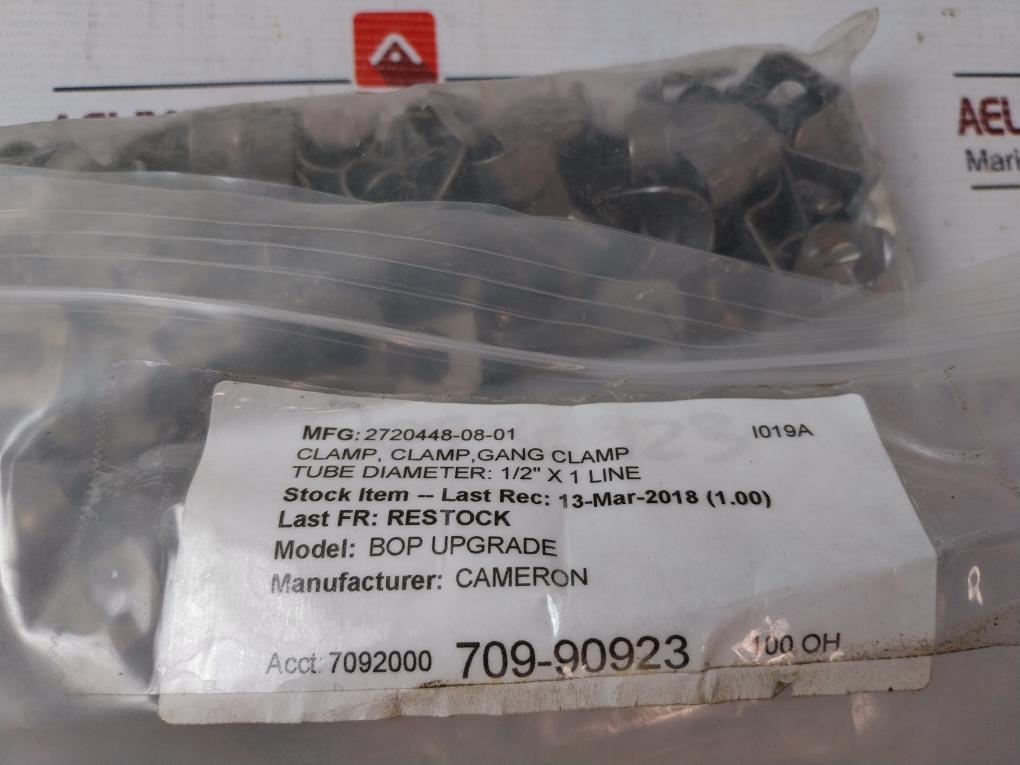 AEL
Mari
MFG: 2720448-08-01
I019A
CLAMP, CLAMP,GANG CLAMP
TUBE DIAMETER: 1/2" X 1 LINE
Stock Item -- Last Rec: 13-Mar-2018 (1.00)
Last FR: RESTOCK
Model: BOP UPGRADE
Manufacturer: CAMERON
Acct: 7092000 709-90923 100 OH